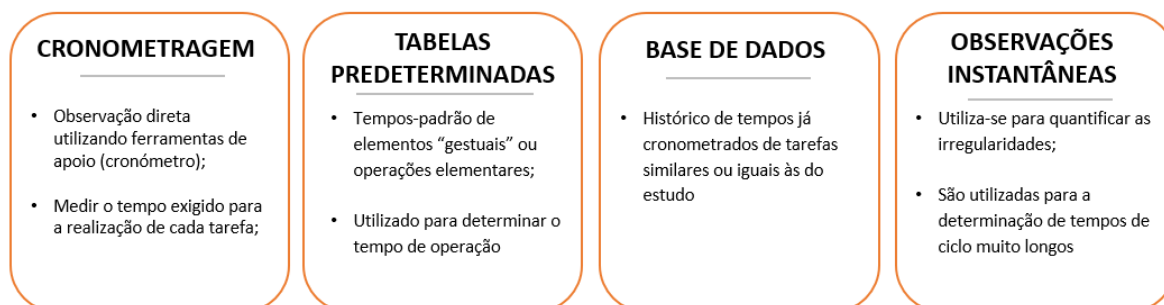 CRONOMETRAGEM
• Observação direta
utilizando ferramentas de
apoio (cronómetro);
• Medir o tempo exigido para
a realização de cada tarefa;
TABELAS
PREDETERMINADAS
• Tempos-padrão de
elementos “gestuais” ou
operações elementares;
• Utilizado para determinar o
tempo de operação
BASE DE DADOS
• Histórico de tempos já
cronometrados de tarefas
similares ou iguais às do
estudo
OBSERVAÇÕES
INSTANTÂNEAS
• Utiliza-se para quantificar as
irregularidades;
• São utilizadas para a
determinação de tempos de
ciclo muito longos